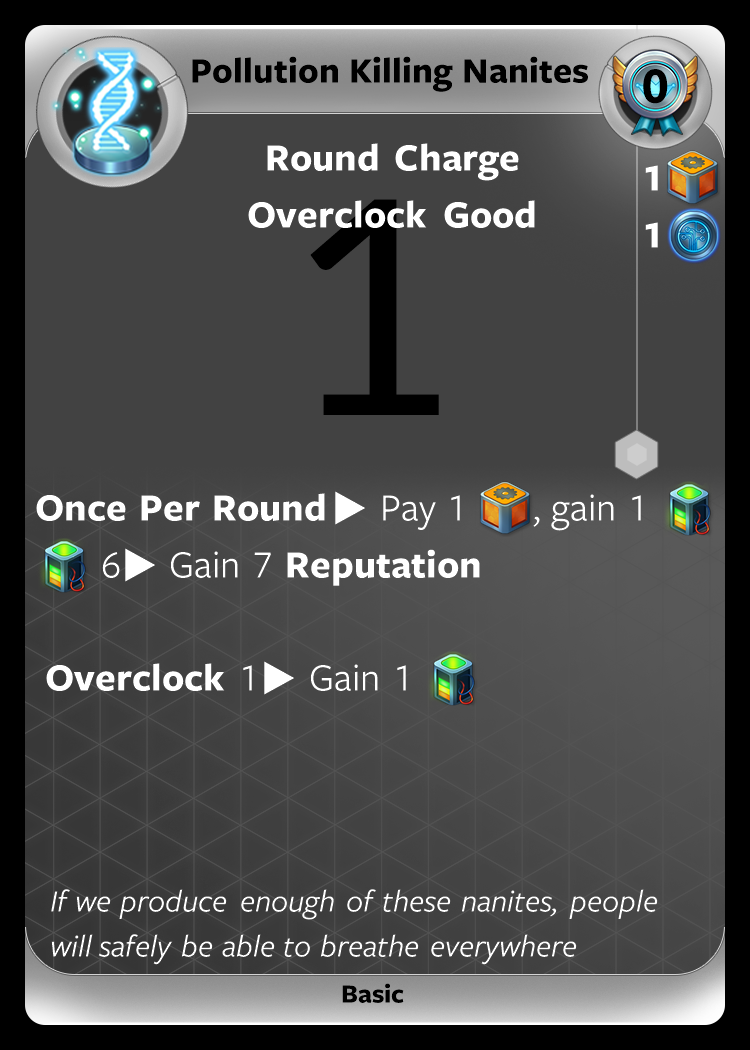 Pollution Killing Nanites
0
Round Charge
1
Overclock Good
1
1
Once Per Round▶ Pay 1 , gain 1
6▶ Gain 7 Reputation
Overclock 1▶ Gain 1
If we produce enough of these nanites, people
will safely be able to breathe everywhere
Basic